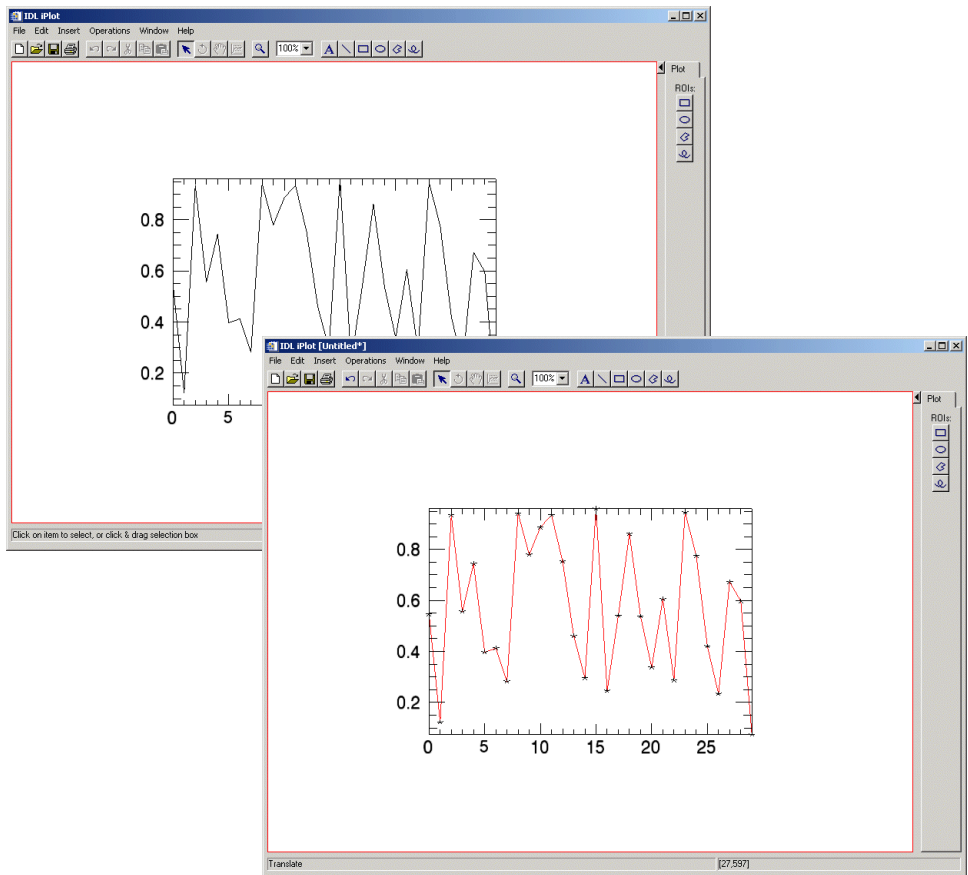 IDL iPlot
File Edit Insert Operations Window Help
100%
A
Plot
ROIs:
0.8
0.6
0.4
0.2
0 5
Click on item to select, or click & drag selection box
IDL iPlot [Untitled*]
File Edit Insert Operations Window Help
100%
A
Plot
ROIs:
0.8
0.6
0.4
0.2
0 5 10 15 20 25
Translate [27,597]